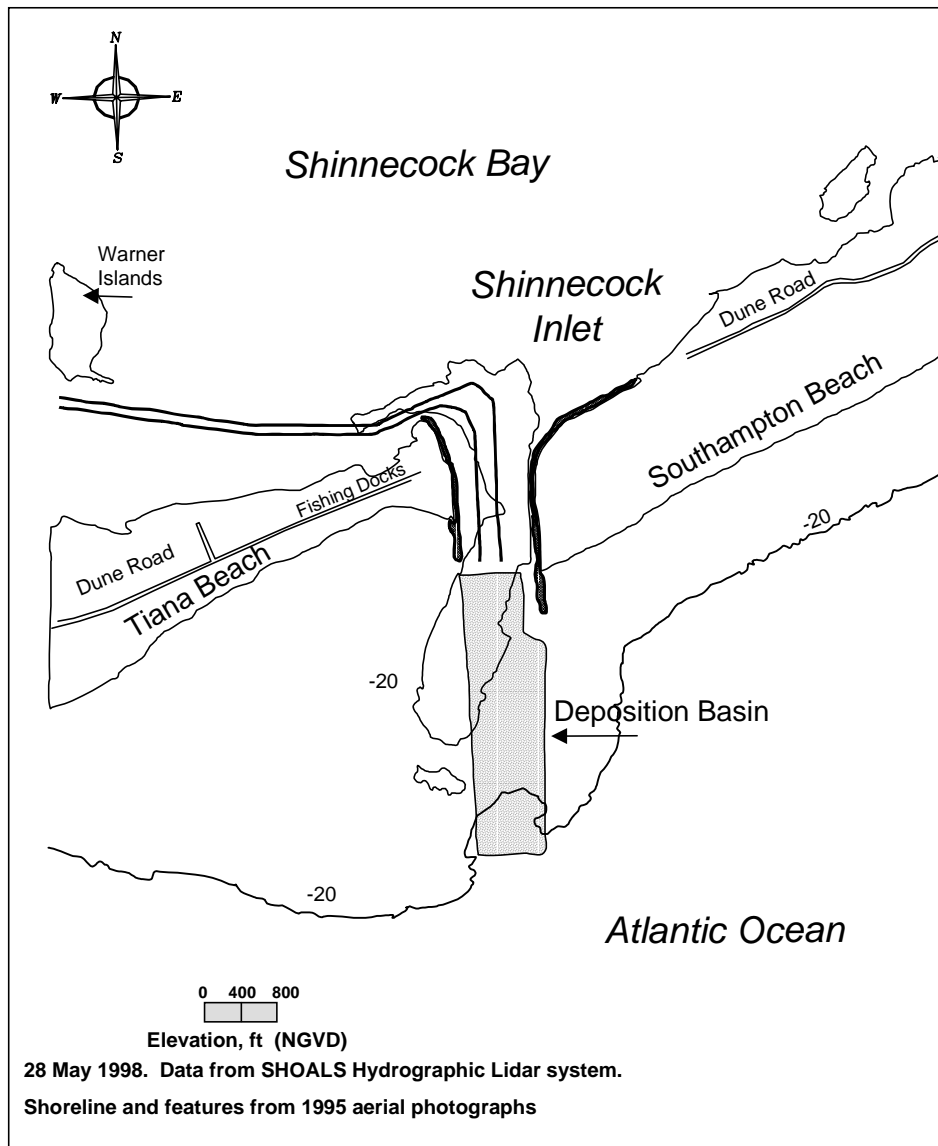 N
W
E
S
Shinnecock Bay
Warner
Islands
Shinnecock
Inlet
Dune Road
Southampton Beach
Fishing Docks
-20
Dune Road
Tiana Beach
-20
Deposition Basin
-20
Atlantic Ocean
0 400 800
Elevation, ft (NGVD)
28 May 1998. Data from SHOALS Hydrographic Lidar system.
Shoreline and features from 1995 aerial photographs